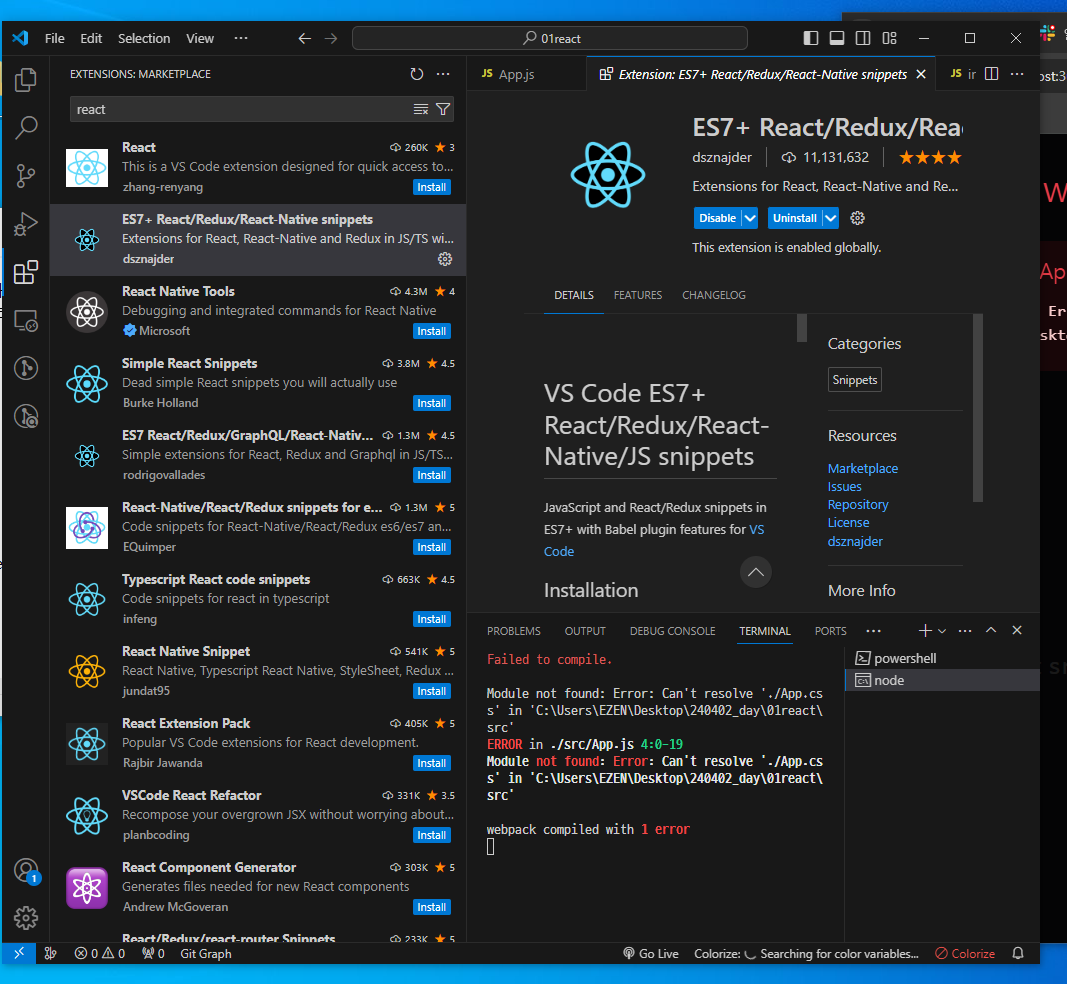 File Edit Selection View ··· 01react
EXTENSIONS: MARKETPLACE
react
React 260K 3
This is a VS Code extension designed for quick access to...
zhang-renyang Install
ES7+ React/Redux/React-Native snippets
Extensions for React, React-Native and Redux in JS/TS wi...
dsznajder
React Native Tools 4.3M 4
Debugging and integrated commands for React Native
Microsoft Install
Simple React Snippets 3.8M 4.5
Dead simple React snippets you will actually use
Burke Holland Install
ES7 React/Redux/GraphQL/React-Nativ... 1.3M 4.5
Simple extensions for React, Redux and Graphql in JS/TS...
rodrigovallades Install
React-Native/React/Redux snippets for e... 1.3M 5
Code snippets for React-Native/React/Redux es6/es7 an...
EQuimper Install
Typescript React code snippets 663K 4.5
Code snippets for react in typescript
infeng Install
React Native Snippet 541K 5
React Native, Typescript React Native, StyleSheet, Redux ...
jundat95 Install
React Extension Pack 405K 5
Popular VS Code extensions for React development.
Rajbir Jawanda Install
VSCode React Refactor 331K 3.5
Recompose your overgrown JSX without worrying about...
planbcoding Install
React Component Generator 303K 5
Generates files needed for new React components
Andrew McGoveran Install
React/Redux/react-router Snippets 233K 5
JS App.js
Extension: ES7+ React/Redux/React-Native snippets
JS ir
ES7+ React/Redux/Rea
dsznajder 11,131,632
Extensions for React, React-Native and Re...
Disable Uninstall
This extension is enabled globally.
DETAILS FEATURES CHANGELOG
VS Code ES7+
React/Redux/React-
Native/JS snippets
JavaScript and React/Redux snippets in
ES7+ with Babel plugin features for VS
Code
Installation
Categories
Snippets
Resources
Marketplace
Issues
Repository
License
dsznajder
More Info
PROBLEMS OUTPUT DEBUG CONSOLE TERMINAL PORTS ···
Failed to compile.
Module not found: Error: Can't resolve './App.cs
s' in 'C:\Users\EZEN\Desktop\240402_day\01react\
src'
ERROR in ./src/App.js 4:0-19
Module not found: Error: Can't resolve './App.cs
s' in 'C:\Users\EZEN\Desktop\240402_day\01react\
src'
webpack compiled with 1 error
powershell
node
1
0 0 0 Git Graph Go Live Colorize: Searching for color variables... Colorize
ost:3
W
App
Er
skto